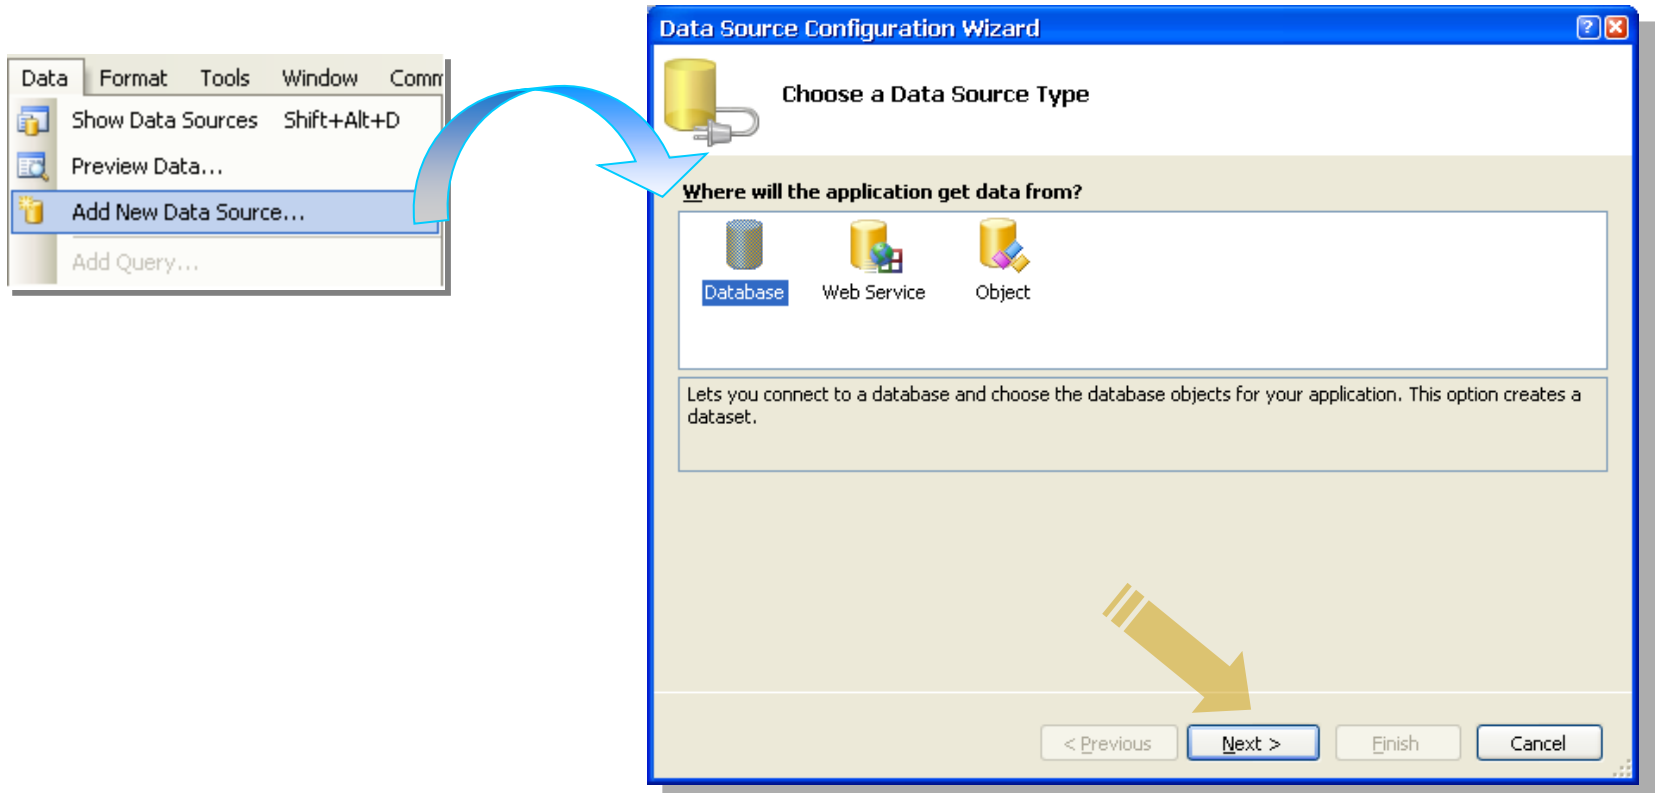 Data Format Tools Window Comm
Show Data Sources Shift+Alt+D
Preview Data...
Add New Data Source...
Add Query...
Data Source Configuration Wizard
Choose a Data Source Type
Where will the application get data from?
Database Web Service Object
Lets you connect to a database and choose the database objects for your application. This option creates a
dataset.
< Previous Next > Finish Cancel